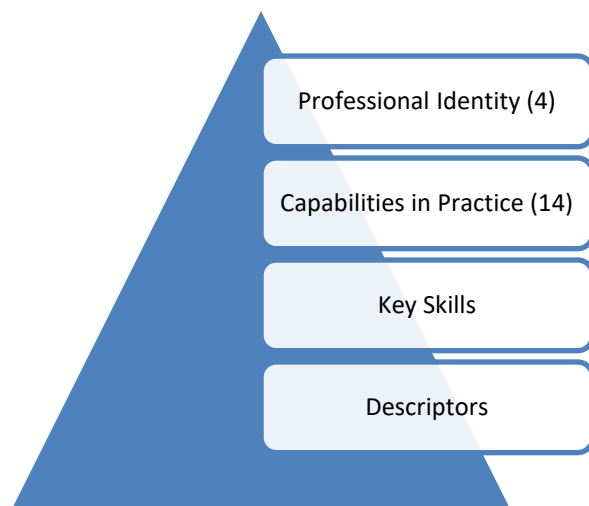 Professional Identity (4)
Capabilities in Practice (14)
Key Skills
Descriptors